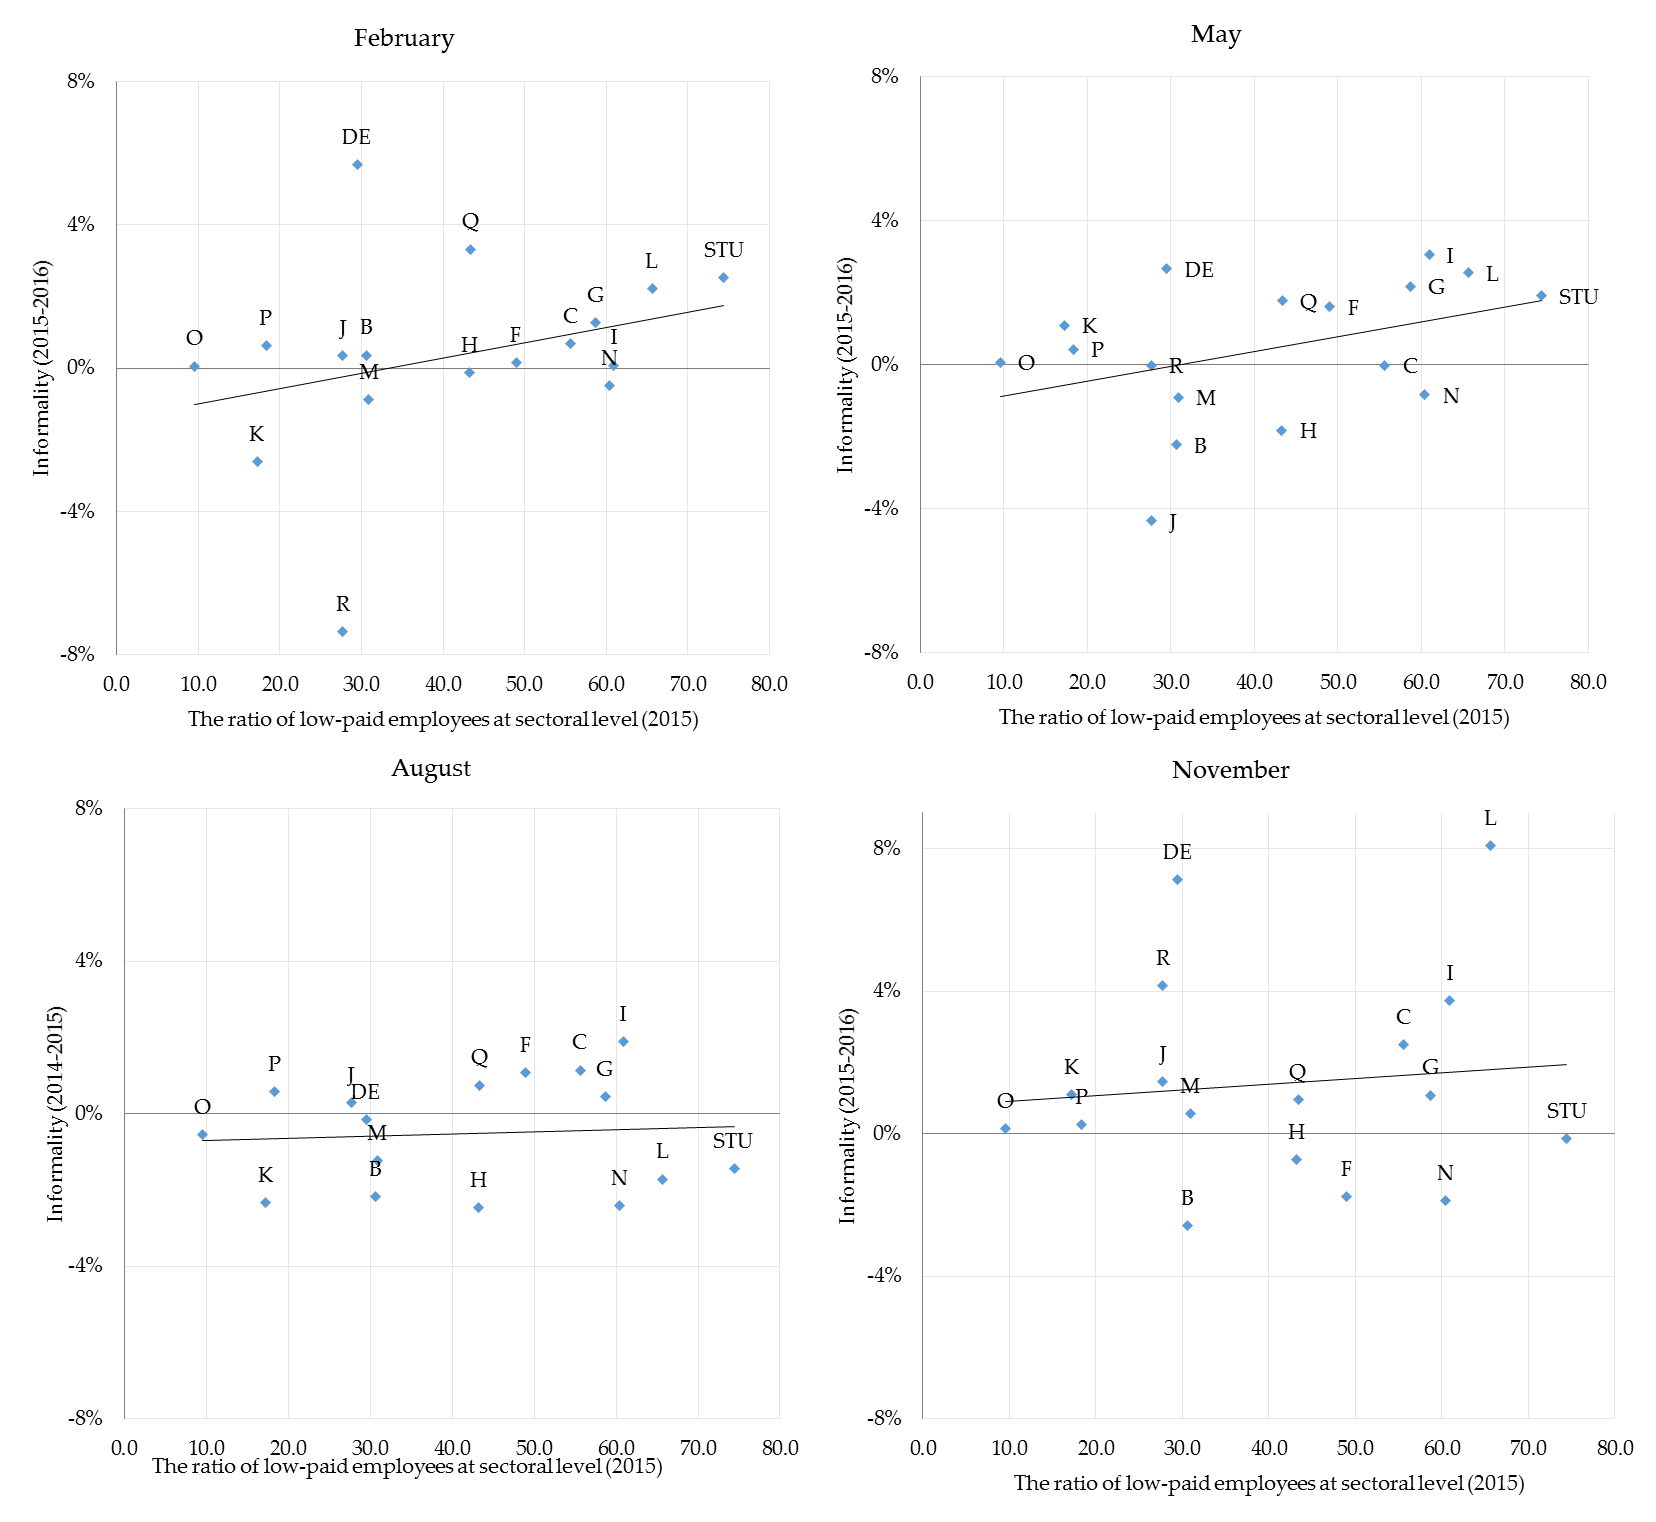 February
8%
DE
4%
Q
STU
L
G
C
O
P
J
B
H
F
I
N
0%
M
K
-4%
R
-8%
0.0 10.0 20.0 30.0 40.0 50.0 60.0 70.0 80.0
The ratio of low-paid employees at sectoral level (2015)
Informality (2015-2016)
May
8%
4%
I
DE
L
G
Q
F
STU
K
P
0%
O
R
C
M
N
H
B
-4%
J
-8%
0.0 10.0 20.0 30.0 40.0 50.0 60.0 70.0 80.0
The ratio of low-paid employees at sectoral level (2015)
Informality (2015-2016)
August
8%
4%
I
F
C
Q
P
G
J
DE
O
0%
M
STU
L
B
K
H
N
-4%
-8%
0.0 10.0 20.0 30.0 40.0 50.0 60.0 70.0 80.0
The ratio of low-paid employees at sectoral level (2015)
Informality (2014-2015)
November
L
8%
DE
R
I
4%
C
J
K
G
Q
M
P
O
STU
0%
H
F
N
B
-4%
-8%
0.0 10.0 20.0 30.0 40.0 50.0 60.0 70.0 80.0
The ratio of low-paid employees at sectoral level (2015)
Informality (2015-2016)